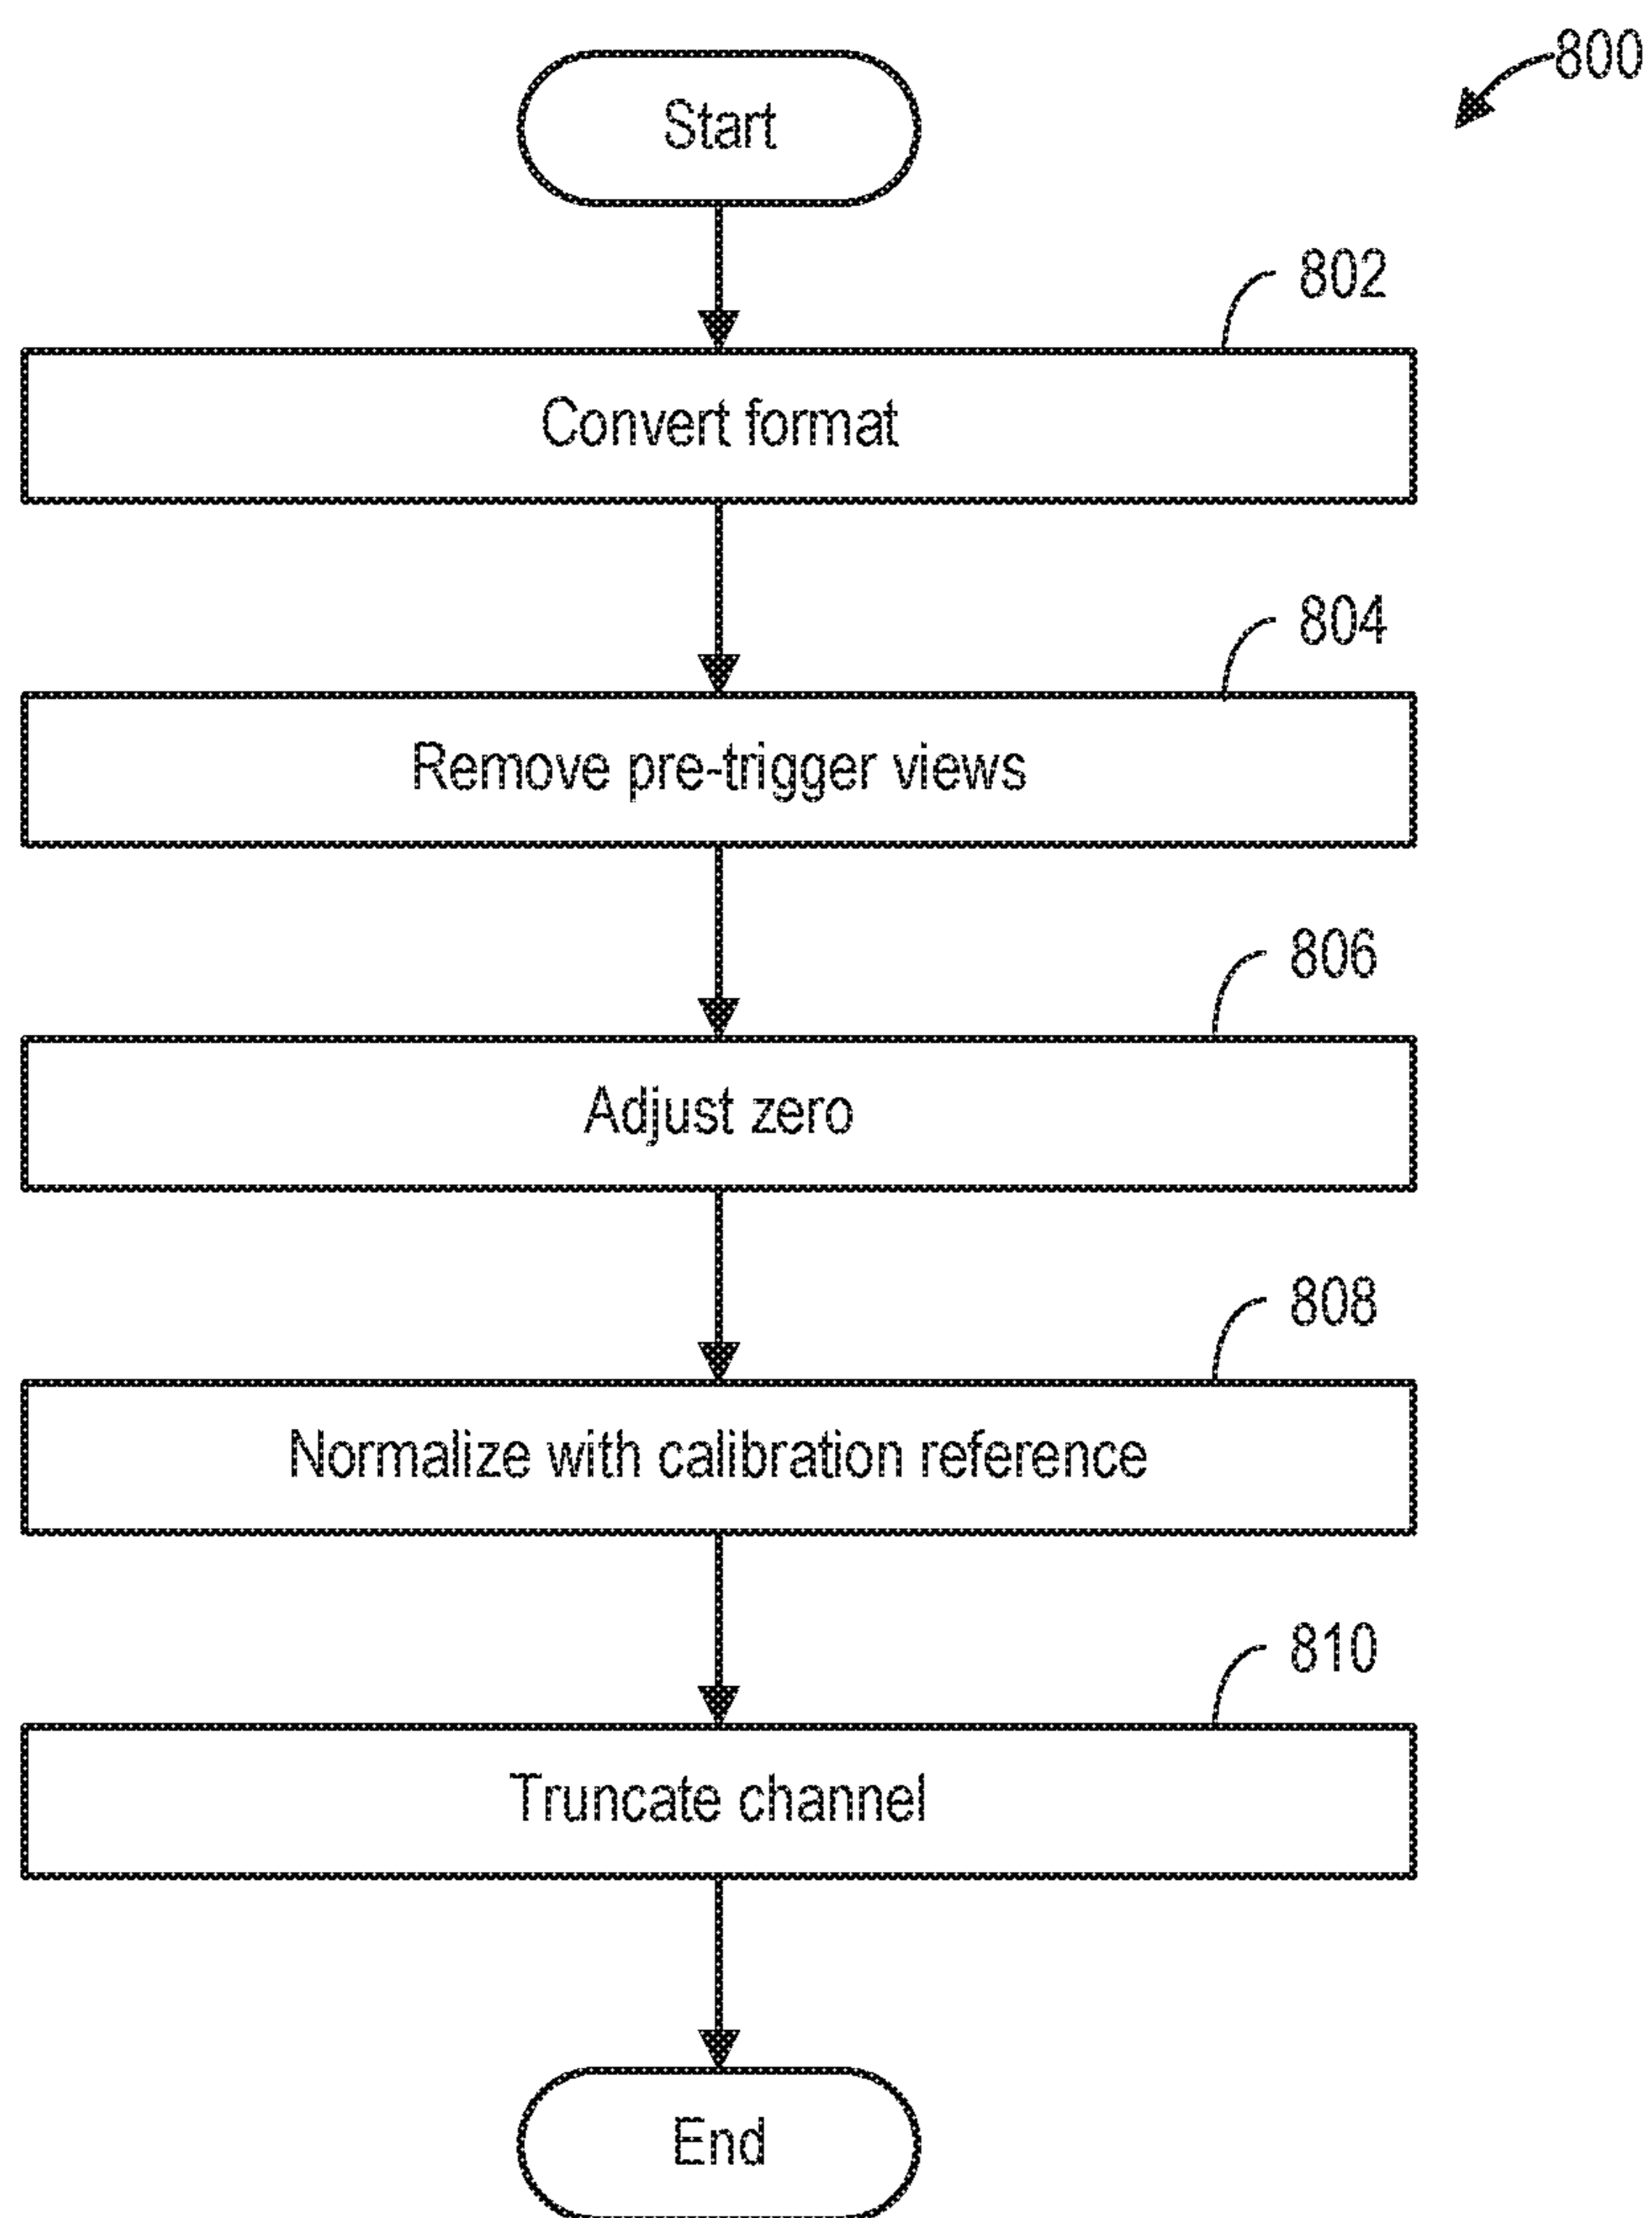 800
Start
802
Convert format
804
Remove pre-trigger views
806
Adjust zero
808
Normalize with calibration reference
810
Truncate channel
End